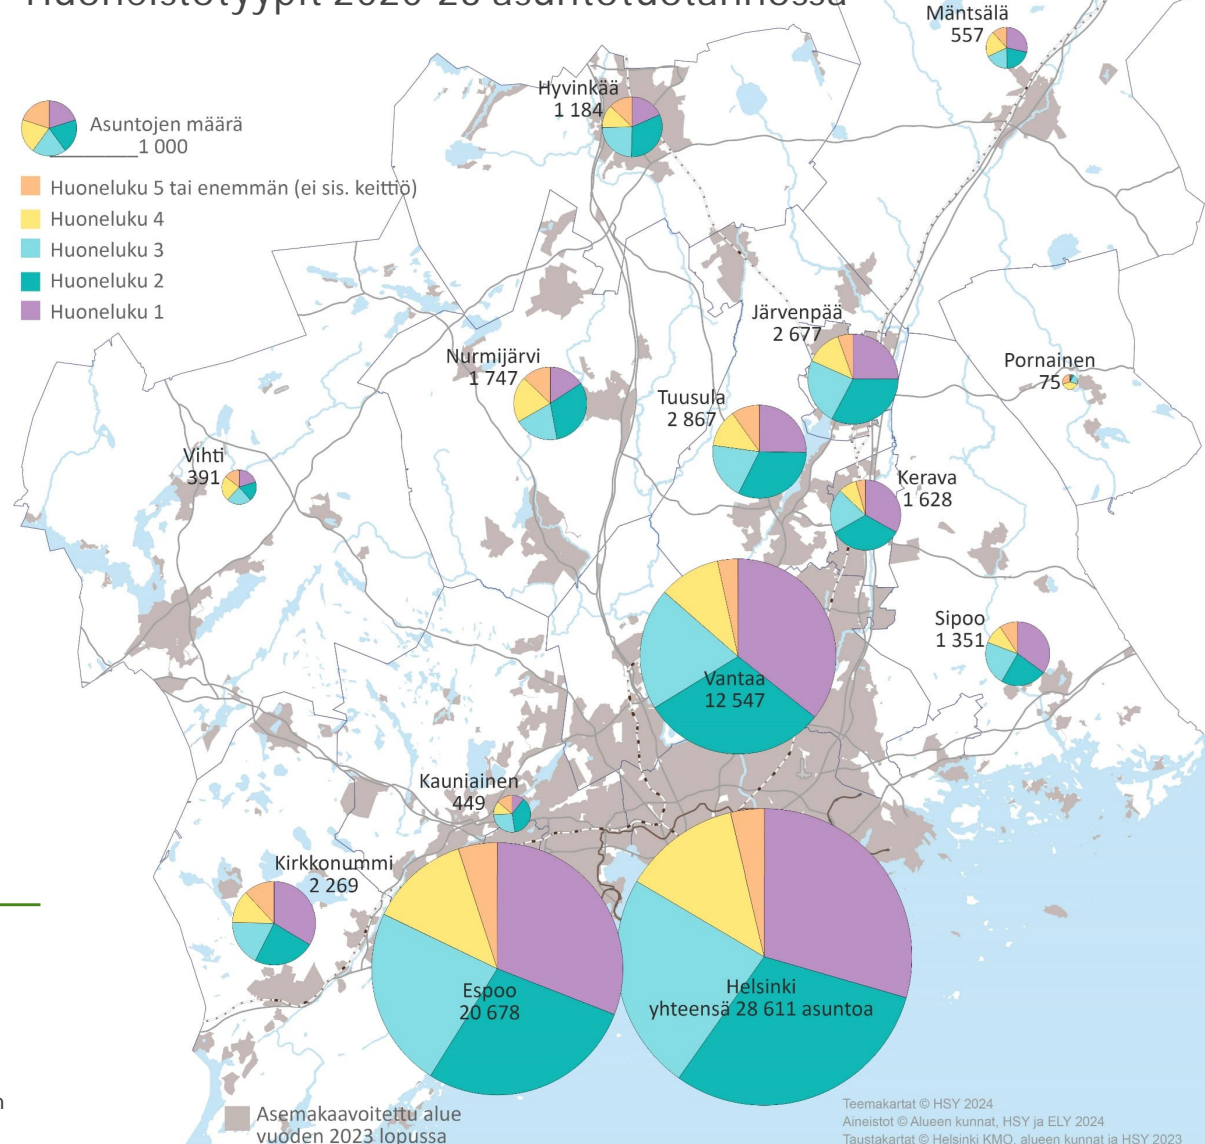 Huoneistotyypit 2020-23 asuntotuotannossa
Mäntsälä
557
Hyvinkää
1 184
Asuntojen määrä
1 000
Huoneluku 5 tai enemmän (ei sis. keittiö)
Huoneluku 4
Huoneluku 3
Huoneluku 2
Huoneluku 1
Järvenpää
2 677
Nurmijärvi
1 747
Pornainen
75
Tuusula
2 867
Vihti
391
Kerava
1 628
Sipoo
1 351
Vantaa
12 547
Kauniainen
449
Kirkkonummi
2 269
Espoo
20 678
Helsinki
yhteensä 28 611 asuntoa
n
Asemakaavoitettu alue
vuoden 2023 lopussa
Teemakartat © HSY 2024
Aineistot © Alueen kunnat, HSY ja ELY 2024
Taustakartat © Helsinki KMO, alueen kunnat ja HSY 2023